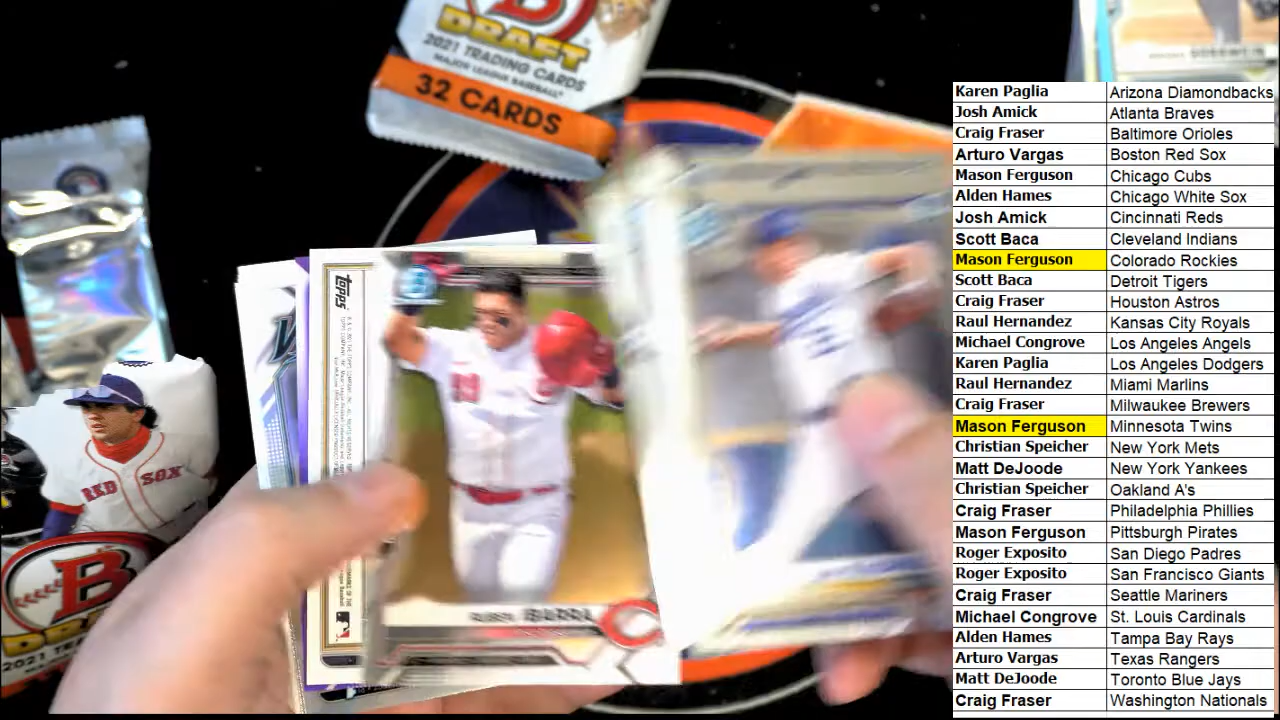 B
DRAFT
2021 TRADING CARDS
MAJOR LEAGUE BASEBALL
32 CARDS
topps
IBARRA
C
RED SOX
B
DRAFT
2021 TRADING CARDS
Karen Paglia Arizona Diamondbacks
Josh Amick Atlanta Braves
Craig Fraser Baltimore Orioles
Arturo Vargas Boston Red Sox
Mason Ferguson Chicago Cubs
Alden Hames Chicago White Sox
Josh Amick Cincinnati Reds
Scott Baca Cleveland Indians
Mason Ferguson Colorado Rockies
Scott Baca Detroit Tigers
Craig Fraser Houston Astros
Raul Hernandez Kansas City Royals
Michael Congrove Los Angeles Angels
Karen Paglia Los Angeles Dodgers
Raul Hernandez Miami Marlins
Craig Fraser Milwaukee Brewers
Mason Ferguson Minnesota Twins
Christian Speicher New York Mets
Matt DeJoode New York Yankees
Christian Speicher Oakland A's
Craig Fraser Philadelphia Phillies
Mason Ferguson Pittsburgh Pirates
Roger Exposito San Diego Padres
Roger Exposito San Francisco Giants
Craig Fraser Seattle Mariners
Michael Congrove St. Louis Cardinals
Alden Hames Tampa Bay Rays
Arturo Vargas Texas Rangers
Matt DeJoode Toronto Blue Jays
Craig Fraser Washington Nationals